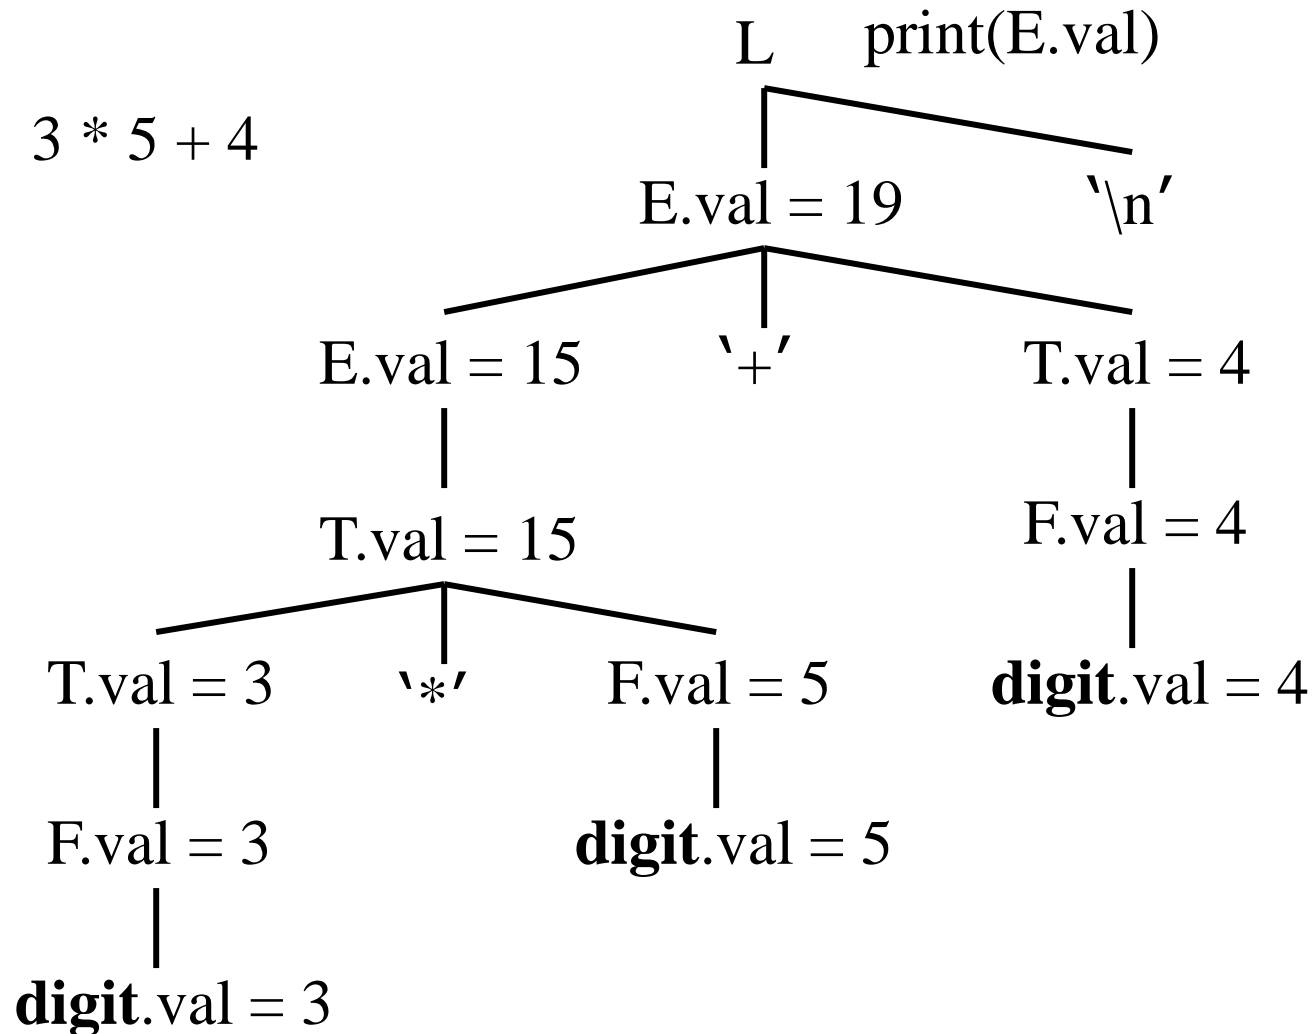 L print(E.val)
3 * 5 + 4
E.val = 19 ‵\n′
E.val = 15 ‵+′ T.val = 4
T.val = 15 F.val = 4
T.val = 3 ‵*′ F.val = 5 digit.val = 4
F.val = 3 digit.val = 5
digit.val = 3